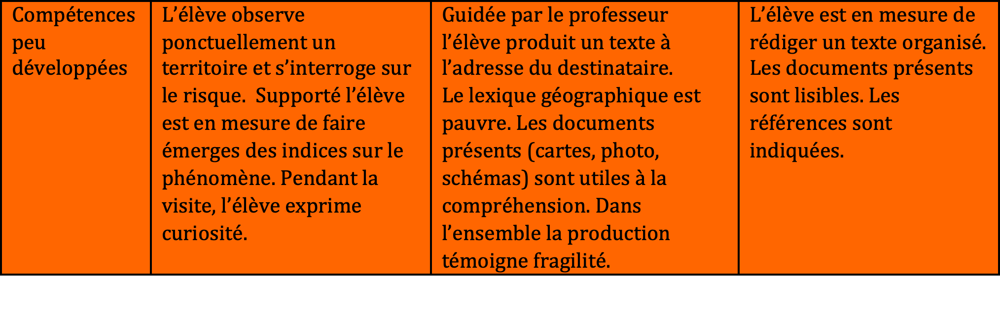 Compétences
peu
développées
L’élève observe
ponctuellement un
territoire et s’interroge sur
le risque.  Supporté l’élève
est en mesure de faire
émerges des indices sur le
phénomène. Pendant la
visite, l’élève exprime
curiosité.
Guidée par le professeur
l’élève produit un texte à
l’adresse du destinataire.
Le lexique géographique est
pauvre. Les documents
présents (cartes, photo,
schémas) sont utiles à la
compréhension. Dans
l’ensemble la production
témoigne fragilité.
L’élève est en mesure de
rédiger un texte organisé.
Les documents présents
sont lisibles. Les
références sont
indiquées.